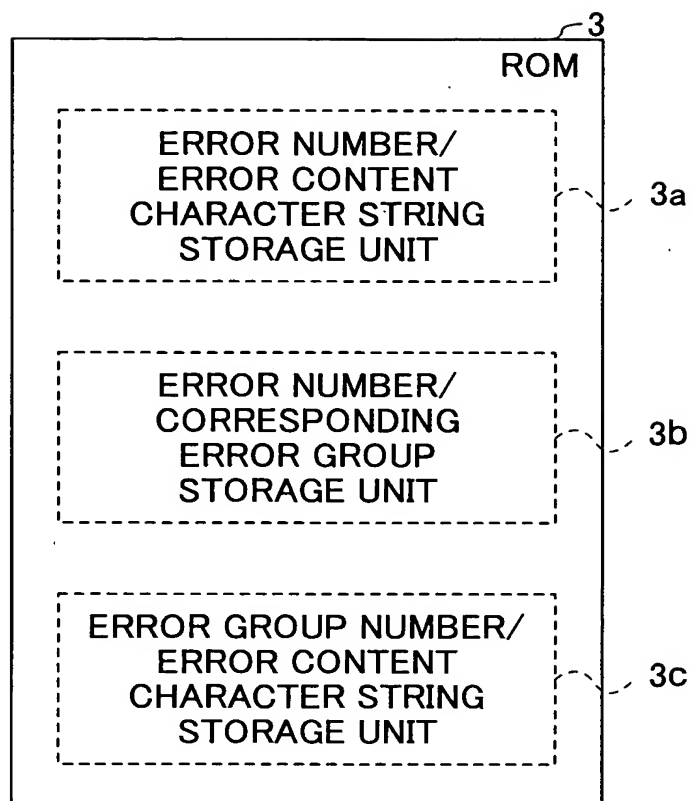 3
ROM
ERROR NUMBER/
ERROR CONTENT
CHARACTER STRING
STORAGE UNIT
3a
ERROR NUMBER/
CORRESPONDING
ERROR GROUP
STORAGE UNIT
3b
ERROR GROUP NUMBER/
ERROR CONTENT
CHARACTER STRING
STORAGE UNIT
3c